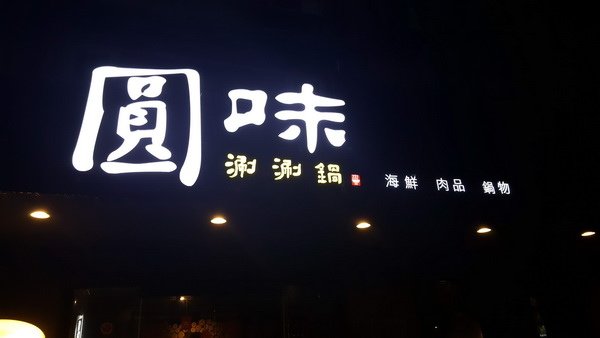 圓味
涮涮鍋
海鮮 肉品 鍋物